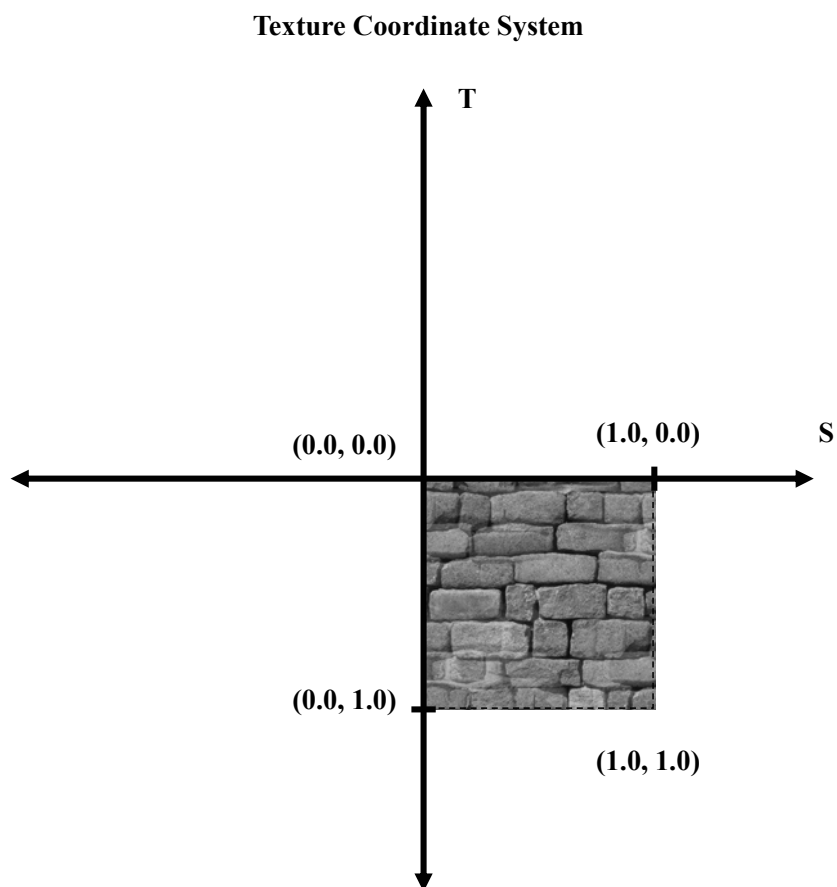 Texture Coordinate System
T
(0.0, 0.0)
(1.0, 0.0)
S
(0.0, 1.0)
(1.0, 1.0)